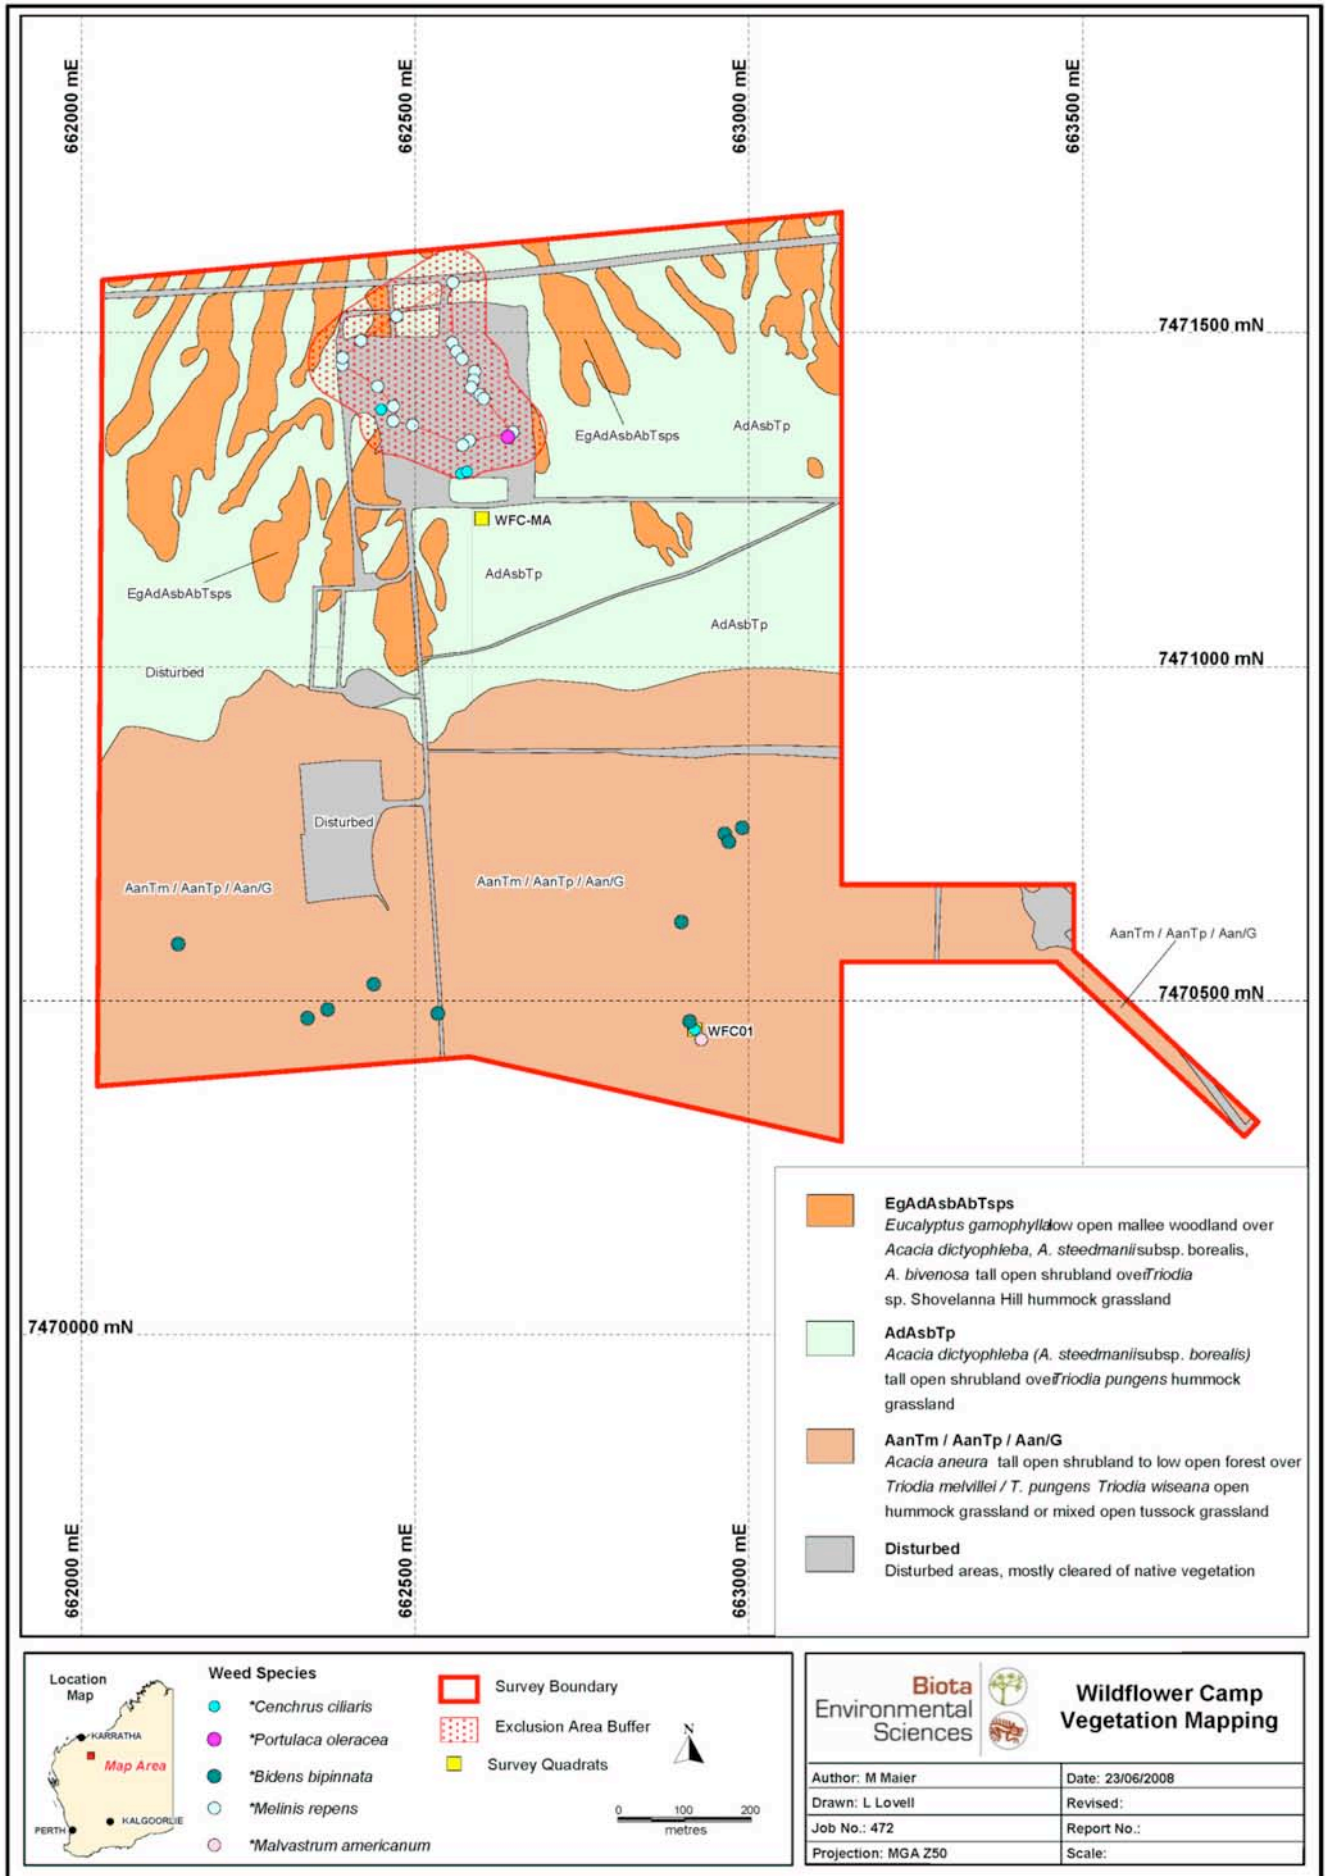 662000 mE
662500 mE
663000 mE
663500 mE
7471500 mN
EgAdAsbAbTsps
AdAsbTp
WFC-MA
AdAsbTp
EgAdAsbAbTsps
AdAsbTp
7471000 mN
Disturbed
Disturbed
AanTm / AanTp / Aan/G
AanTm / AanTp / Aan/G
AanTm / AanTp / Aan/G
7470500 mN
WFC01
EgAdAsbAbTsps
Eucalyptus gamophylla low open mallee woodland over
Acacia dictyophleba, A. steedmanii subsp. borealis,
A. bivenosa tall open shrubland over Triodia
sp. Shovelanna Hill hummock grassland
7470000 mN
AdAsbTp
Acacia dictyophleba (A. steedmanii subsp. borealis)
tall open shrubland over Triodia pungens hummock
grassland
AanTm / AanTp / Aan/G
Acacia aneura tall open shrubland to low open forest over
Triodia melvillei / T. pungens Triodia wiseana open
hummock grassland or mixed open tussock grassland
Disturbed
Disturbed areas, mostly cleared of native vegetation
662000 mE
662500 mE
663000 mE
Location
Map
KARRATHA
Map Area
KALGOORLIE
PERTH
Weed Species
*Cenchrus ciliaris
*Portulaca oleracea
*Bidens bipinnata
*Melinis repens
*Malvastrum americanum
Survey Boundary
Exclusion Area Buffer
Survey Quadrats
N
0 100 200
metres
Biota
Environmental
Sciences
Wildflower Camp
Vegetation Mapping
Author: M Maier
Date: 23/06/2008
Drawn: L Lovell
Revised:
Job No.: 472
Report No.:
Projection: MGA Z50
Scale: